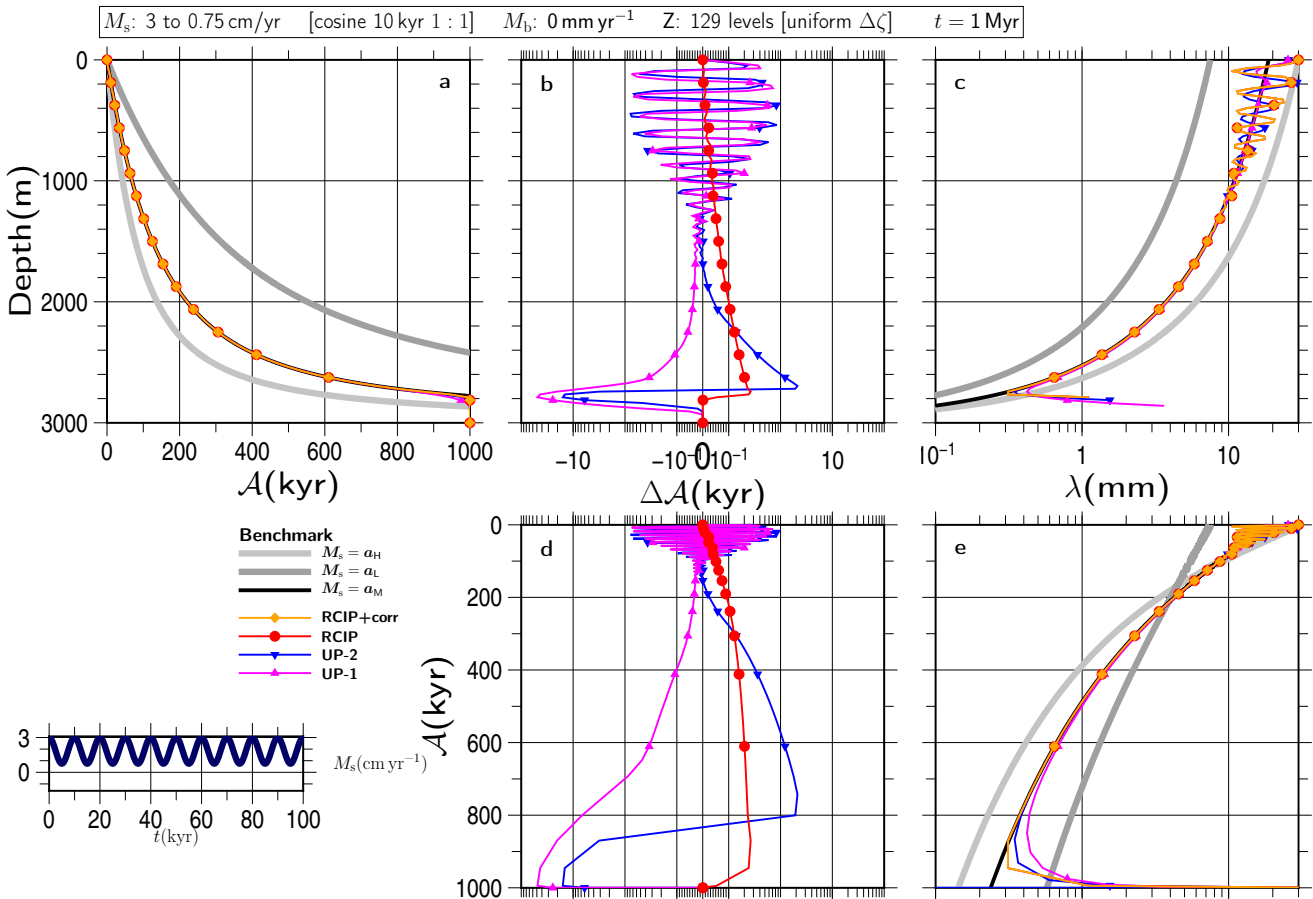 Mₛ: 3 to 0.75 cm/yr [cosine 10 kyr 1 : 1] M_b: 0 mm yr⁻¹ Z: 129 levels [uniform Δζ] t = 1 Myr
0
1000
2000
3000
Depth(m)
a
0 200 400 600 800 1000
𝒜(kyr)
b
−10 −10⁻¹ 0 10⁻¹ 10
Δ𝒜(kyr)
c
10⁻¹ 1 10
λ(mm)
Benchmark
Mₛ = a_H
Mₛ = a_L
Mₛ = a_M
RCIP+corr
RCIP
UP-2
UP-1
3
0
Mₛ(cm yr⁻¹)
0 20 40 60 80 100
t(kyr)
0
200
400
600
800
1000
𝒜(kyr)
d
e